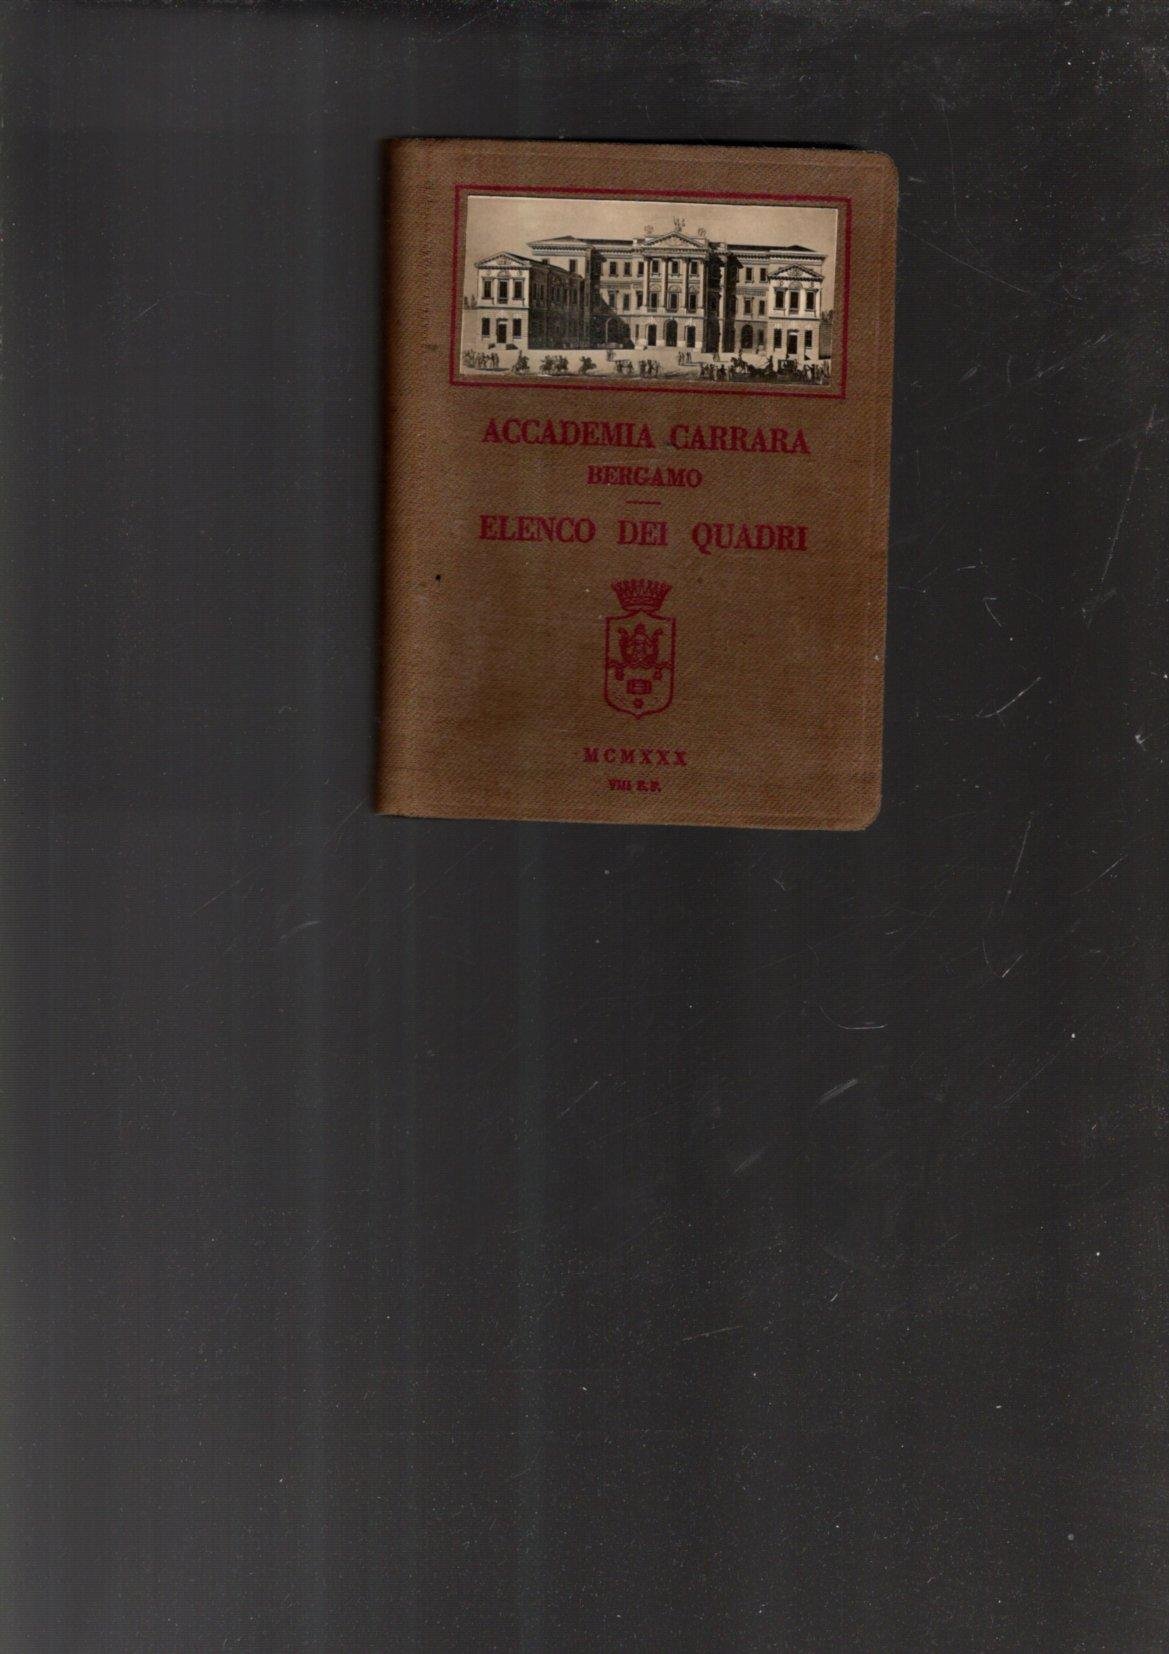 ACCADEMIA CARRARA
BERGAMO
ELENCO DEI QUADRI
MCMXXX
VIII E. F.